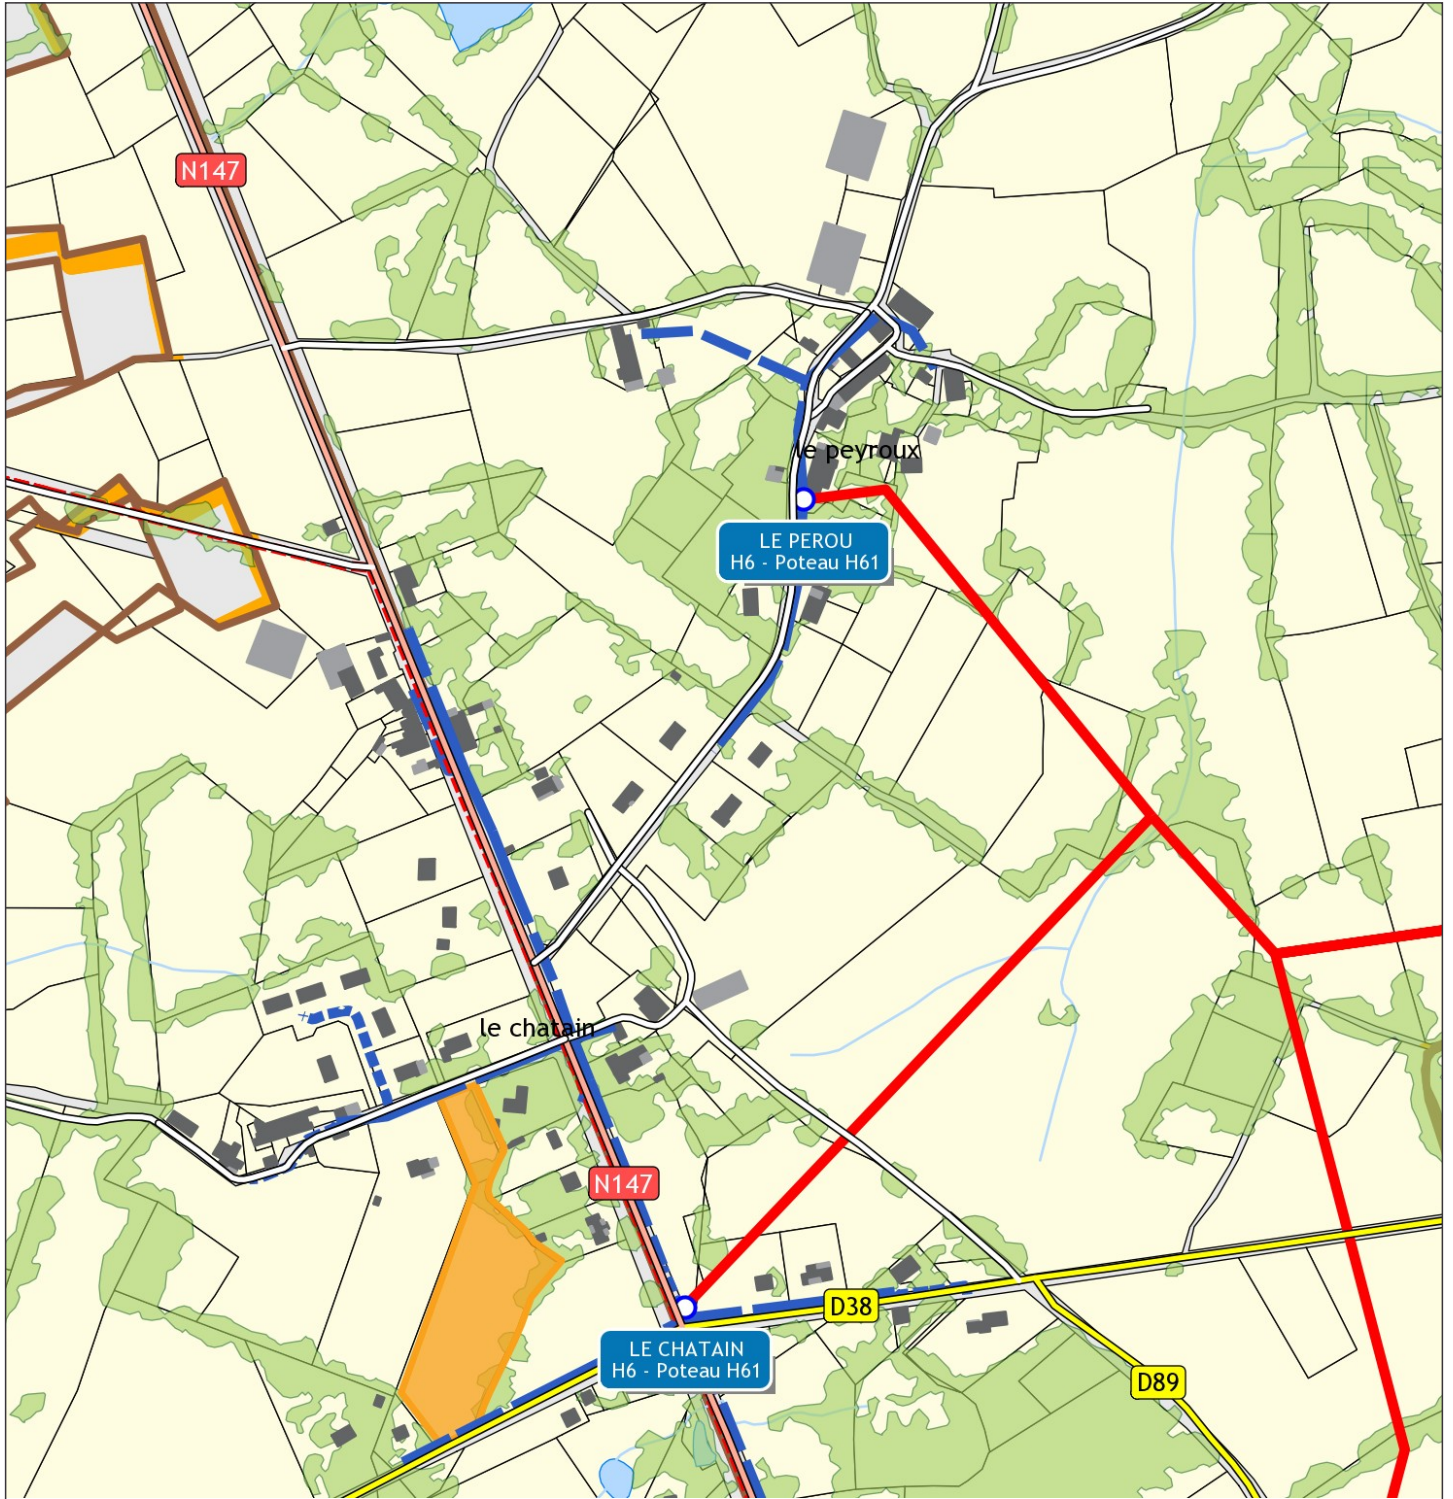 N147
le peyroux
LE PEROU
H6 - Poteau H61
le chatain
N147
D38
LE CHATAIN
H6 - Poteau H61
D89